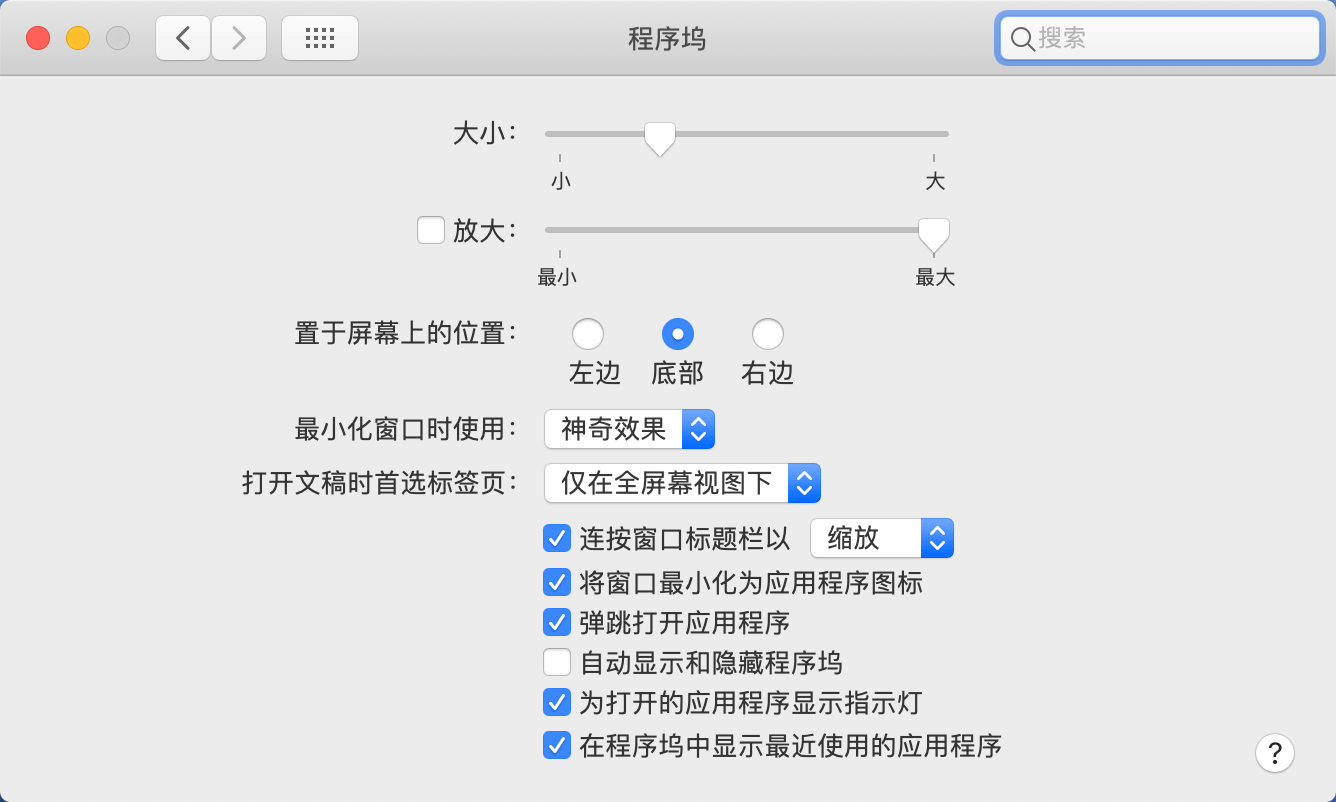 程序坞
搜索
大小：
小 大
放大：
最小 最大
置于屏幕上的位置：
左边 底部 右边
最小化窗口时使用： 神奇效果
打开文稿时首选标签页： 仅在全屏幕视图下
连按窗口标题栏以 缩放
将窗口最小化为应用程序图标
弹跳打开应用程序
自动显示和隐藏程序坞
为打开的应用程序显示指示灯
在程序坞中显示最近使用的应用程序
?